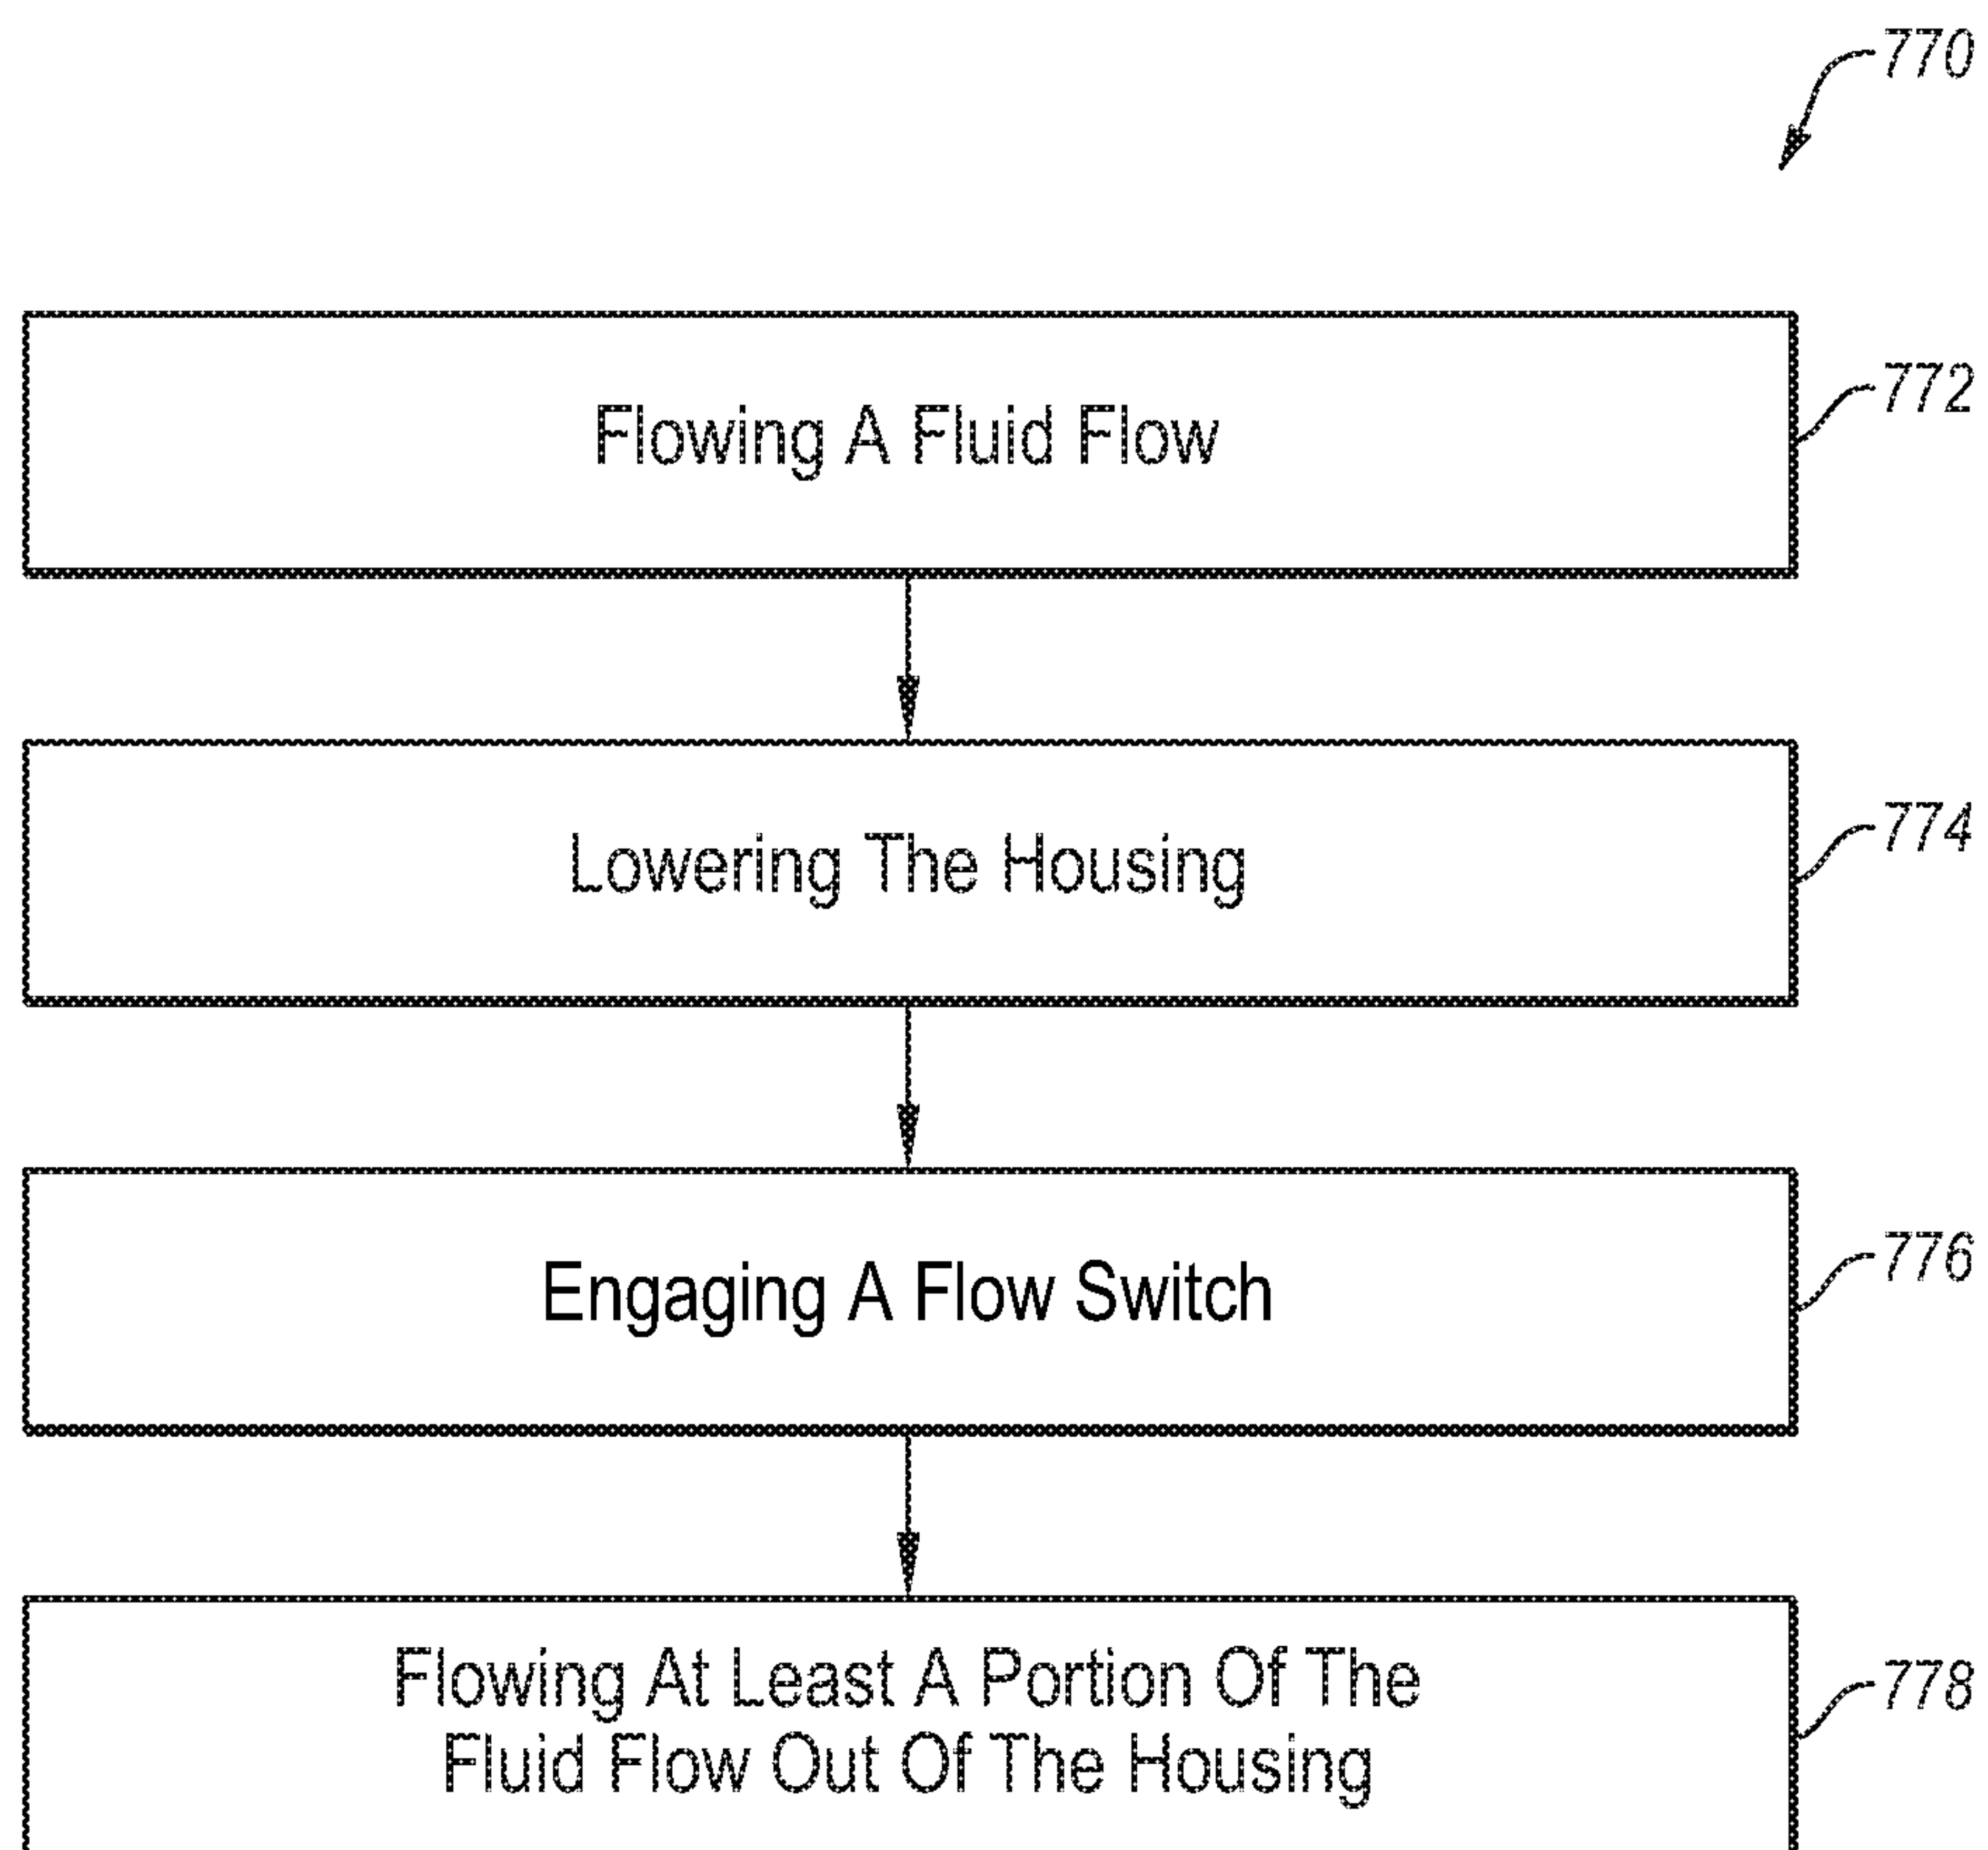 770
Flowing A Fluid Flow
772
Lowering The Housing
774
Engaging A Flow Switch
776
Flowing At Least A Portion Of The
Fluid Flow Out Of The Housing
778